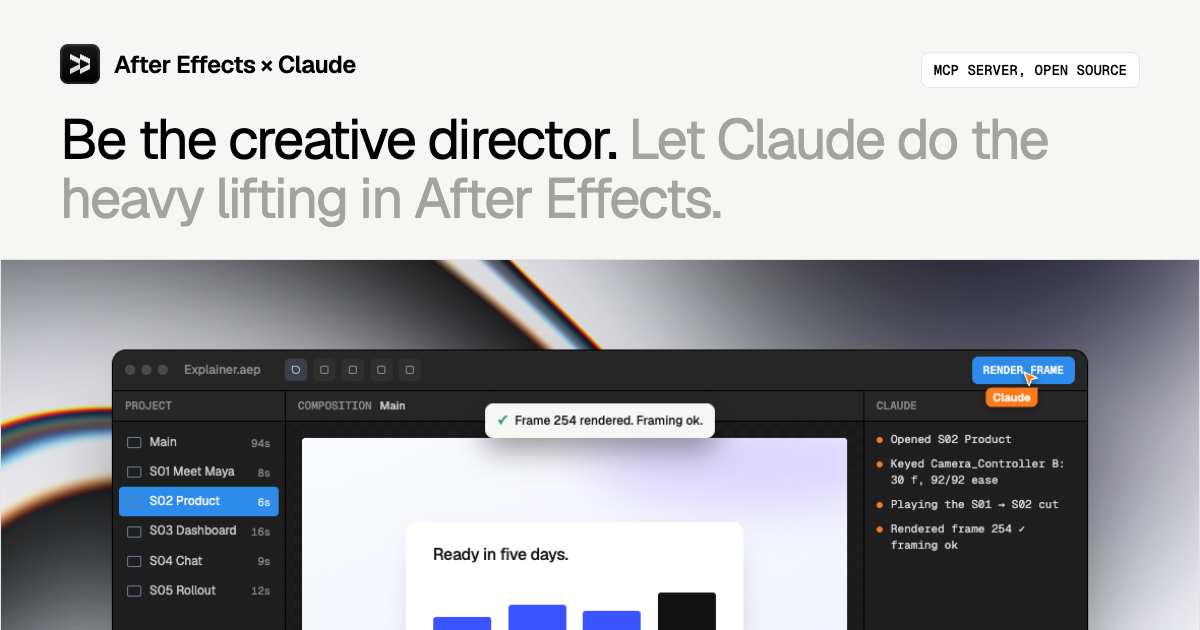 After Effects × Claude
MCP SERVER, OPEN SOURCE
Be the creative director. Let Claude do the
heavy lifting in After Effects.
Explainer.aep
RENDER FRAME
Claude
PROJECT
Main 94s
S01 Meet Maya 8s
S02 Product 6s
S03 Dashboard 16s
S04 Chat 9s
S05 Rollout 12s
COMPOSITION Main
✓ Frame 254 rendered. Framing ok.
Ready in five days.
CLAUDE
Opened S02 Product
Keyed Camera_Controller B:
30 f, 92/92 ease
Playing the S01 → S02 cut
Rendered frame 254 ✓
framing ok